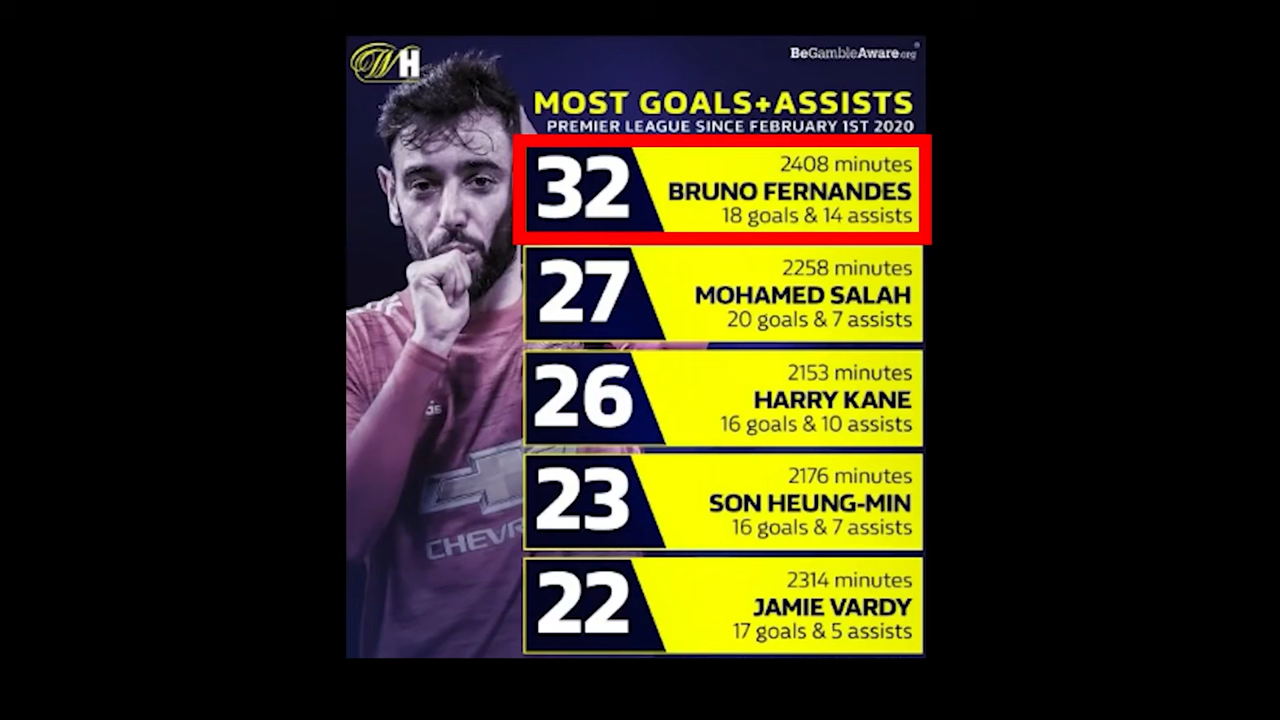 WH
BeGambleAware.org®
MOST GOALS+ASSISTS
PREMIER LEAGUE SINCE FEBRUARY 1ST 2020
32
2408 minutes
BRUNO FERNANDES
18 goals & 14 assists
27
2258 minutes
MOHAMED SALAH
20 goals & 7 assists
26
2153 minutes
HARRY KANE
16 goals & 10 assists
23
2176 minutes
SON HEUNG-MIN
16 goals & 7 assists
22
2314 minutes
JAMIE VARDY
17 goals & 5 assists
CHEVR